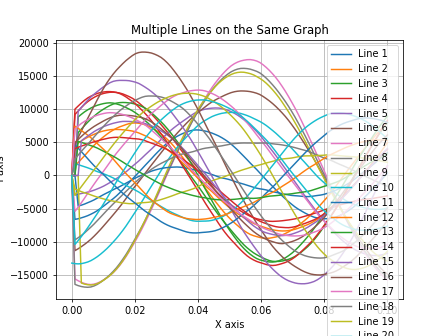 Multiple Lines on the Same Graph
20000
15000
10000
5000
0
−5000
−10000
−15000
0.00
0.02
0.04
0.06
X axis
Line 1
Line 2
Line 3
Line 4
Line 5
Line 6
Line 7
Line 8
Line 9
Line 10
Line 11
Line 12
Line 13
Line 14
Line 15
Line 16
Line 17
Line 18
Line 19
Line 20